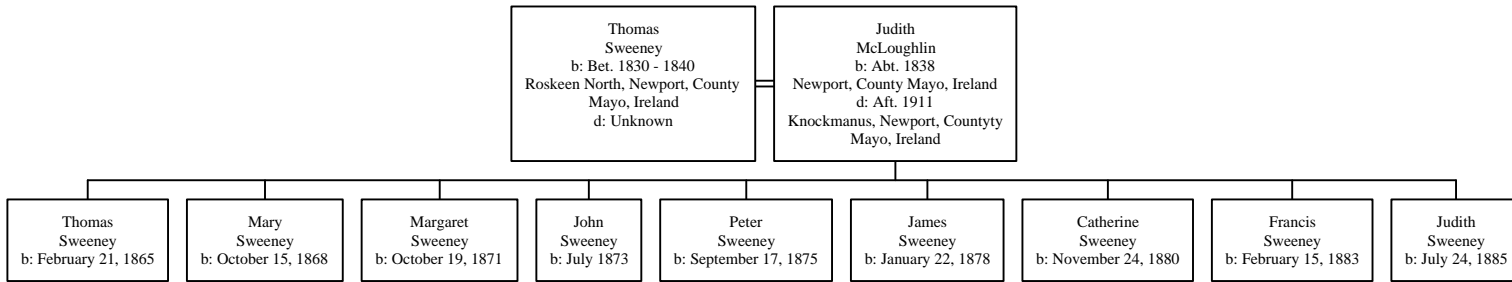 Thomas
Sweeney
b: Bet. 1830 - 1840
Roskeen North, Newport, County
Mayo, Ireland
d: Unknown
Judith
McLoughlin
b: Abt. 1838
Newport, County Mayo, Ireland
d: Aft. 1911
Knockmanus, Newport, Countyty
Mayo, Ireland
Thomas
Sweeney
b: February 21, 1865
Mary
Sweeney
b: October 15, 1868
Margaret
Sweeney
b: October 19, 1871
John
Sweeney
b: July 1873
Peter
Sweeney
b: September 17, 1875
James
Sweeney
b: January 22, 1878
Catherine
Sweeney
b: November 24, 1880
Francis
Sweeney
b: February 15, 1883
Judith
Sweeney
b: July 24, 1885